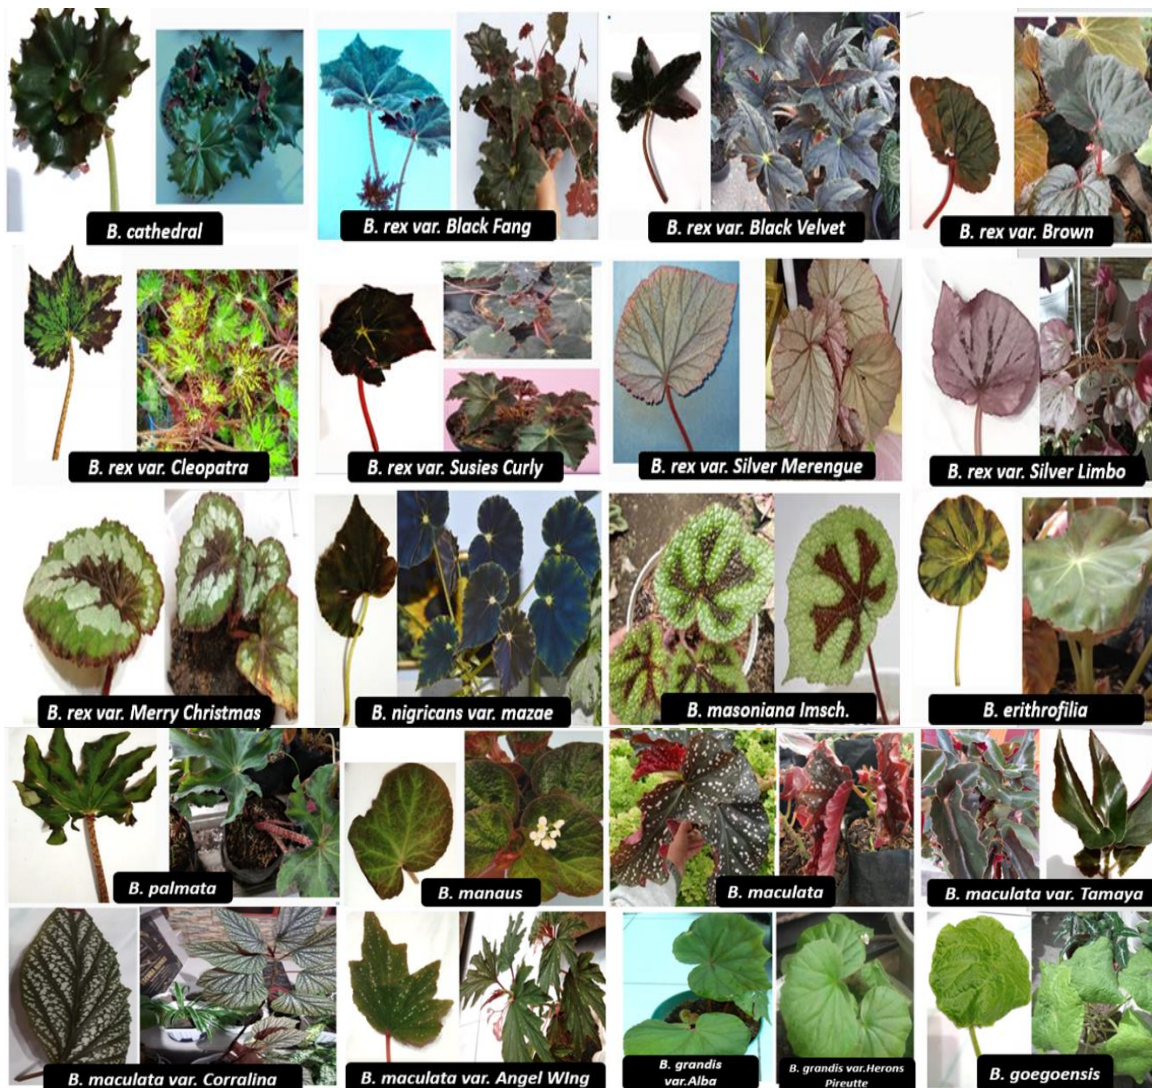 B. cathedral
B. rex var. Black Fang
B. rex var. Black Velvet
B. rex var. Brown
B. rex var. Cleopatra
B. rex var. Susies Curly
B. rex var. Silver Merengue
B. rex var. Silver Limbo
B. rex var. Merry Christmas
B. nigricans var. mazae
B. masoniana Imsch.
B. erithrofilia
B. palmata
B. manaus
B. maculata
B. maculata var. Tamaya
B. maculata var. Corralina
B. maculata var. Angel WIng
B. grandis
var.Alba
B. grandis var.Herons
Pireutte
B. goegoensis